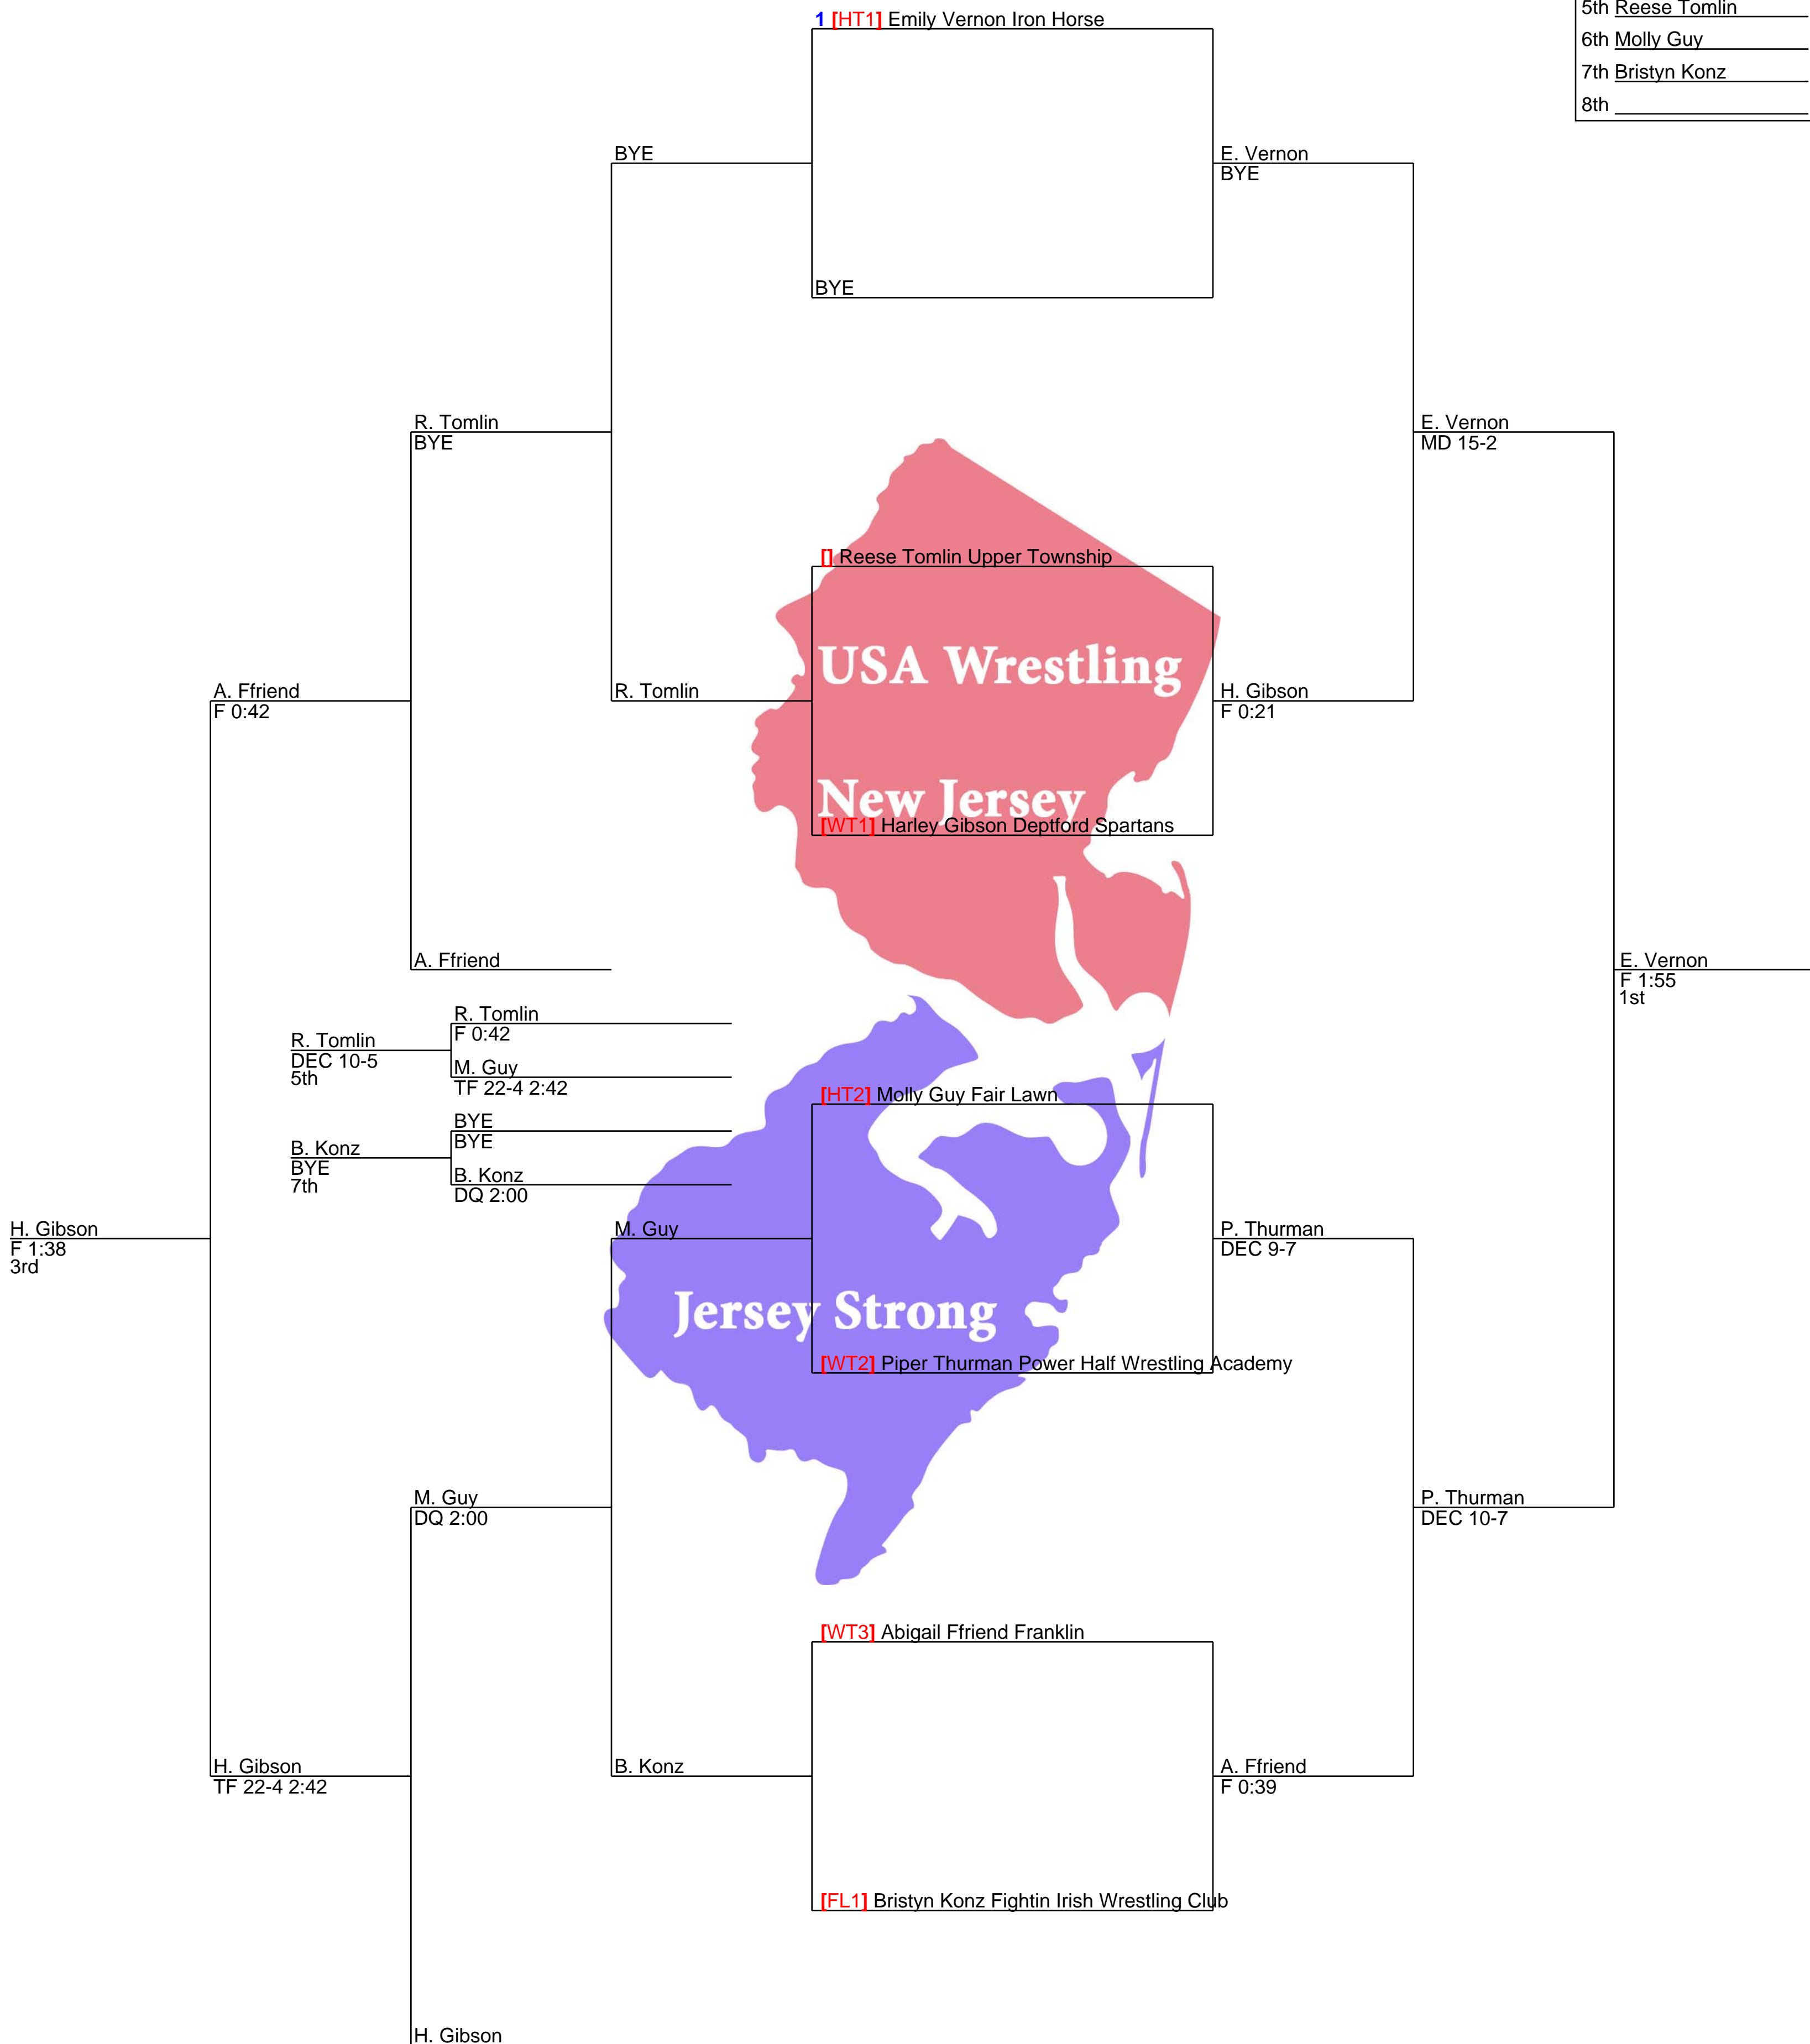 1 [HT1] Emily Vernon Iron Horse
5th Reese Tomlin
6th Molly Guy
7th Bristyn Konz
8th
BYE
E. Vernon
BYE
BYE
R. Tomlin
BYE
E. Vernon
MD 15-2
[] Reese Tomlin Upper Township
USA Wrestling
A. Ffriend
F 0:42
R. Tomlin
H. Gibson
F 0:21
New Jersey
[WT1] Harley Gibson Deptford Spartans
A. Ffriend
E. Vernon
F 1:55
1st
R. Tomlin
F 0:42
R. Tomlin
DEC 10-5
5th
M. Guy
TF 22-4 2:42
[HT2] Molly Guy Fair Lawn
BYE
BYE
B. Konz
BYE
7th
B. Konz
DQ 2:00
H. Gibson
F 1:38
3rd
M. Guy
P. Thurman
DEC 9-7
Jersey Strong
[WT2] Piper Thurman Power Half Wrestling Academy
M. Guy
DQ 2:00
P. Thurman
DEC 10-7
[WT3] Abigail Ffriend Franklin
H. Gibson
TF 22-4 2:42
B. Konz
A. Ffriend
F 0:39
[FL1] Bristyn Konz Fightin Irish Wrestling Club
H. Gibson